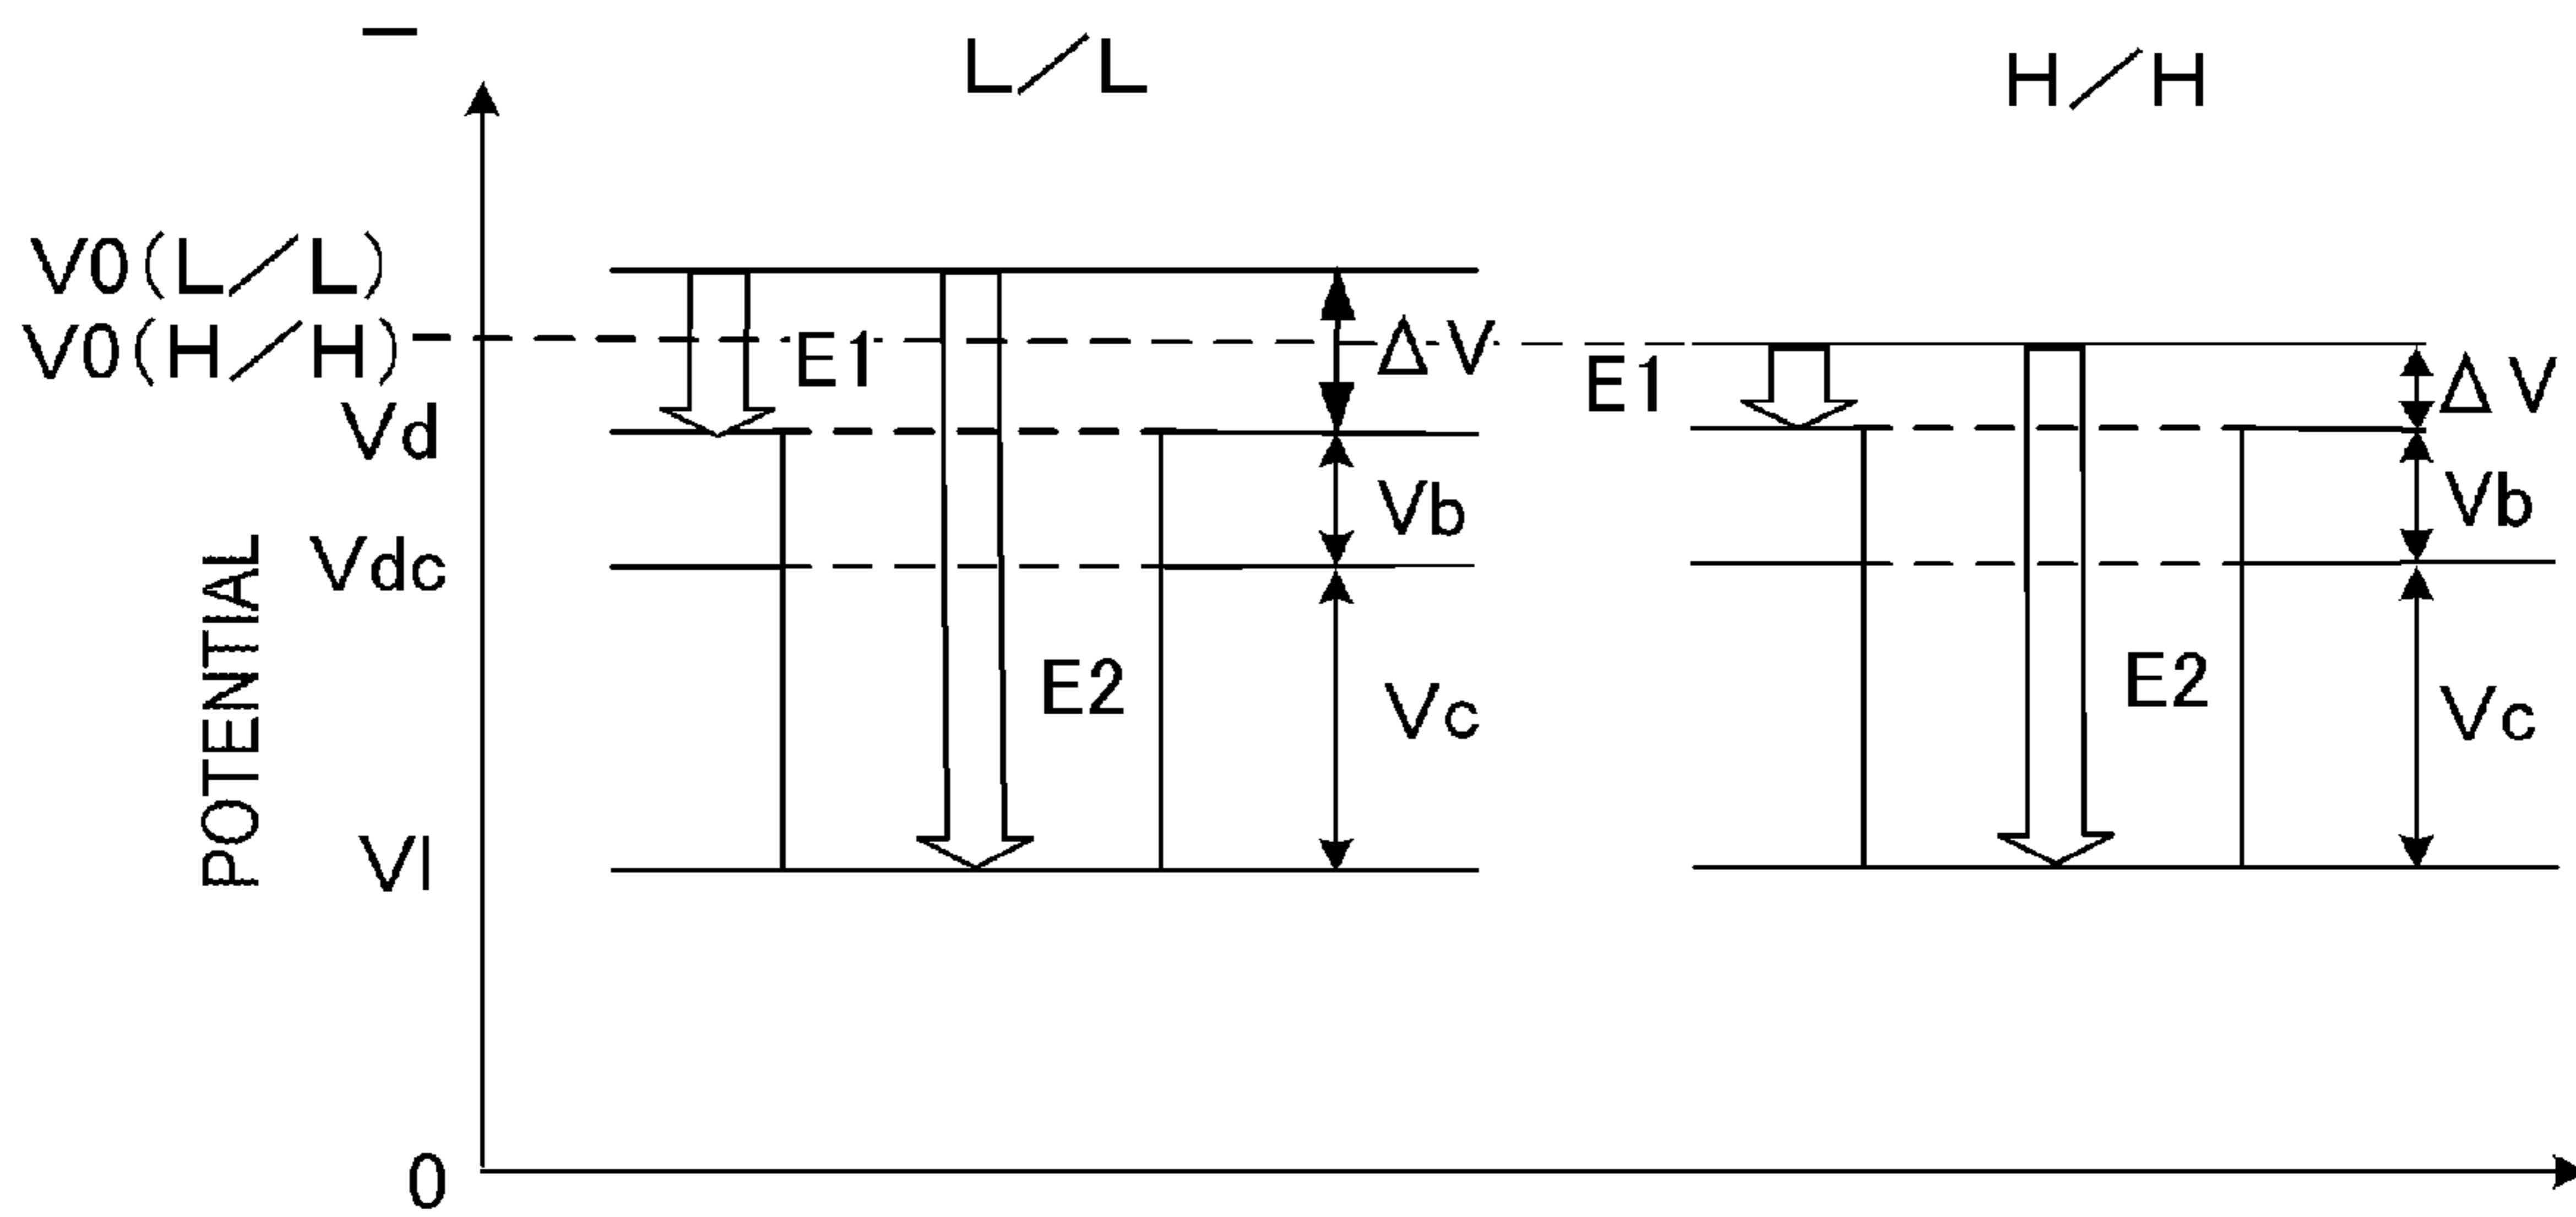 −
L／L
H／H
V0(L／L)
V0(H／H)
E1
ΔV
E1
ΔV
Vd
Vb
Vb
Vdc
E2
E2
Vc
Vc
POTENTIAL
Vl
0